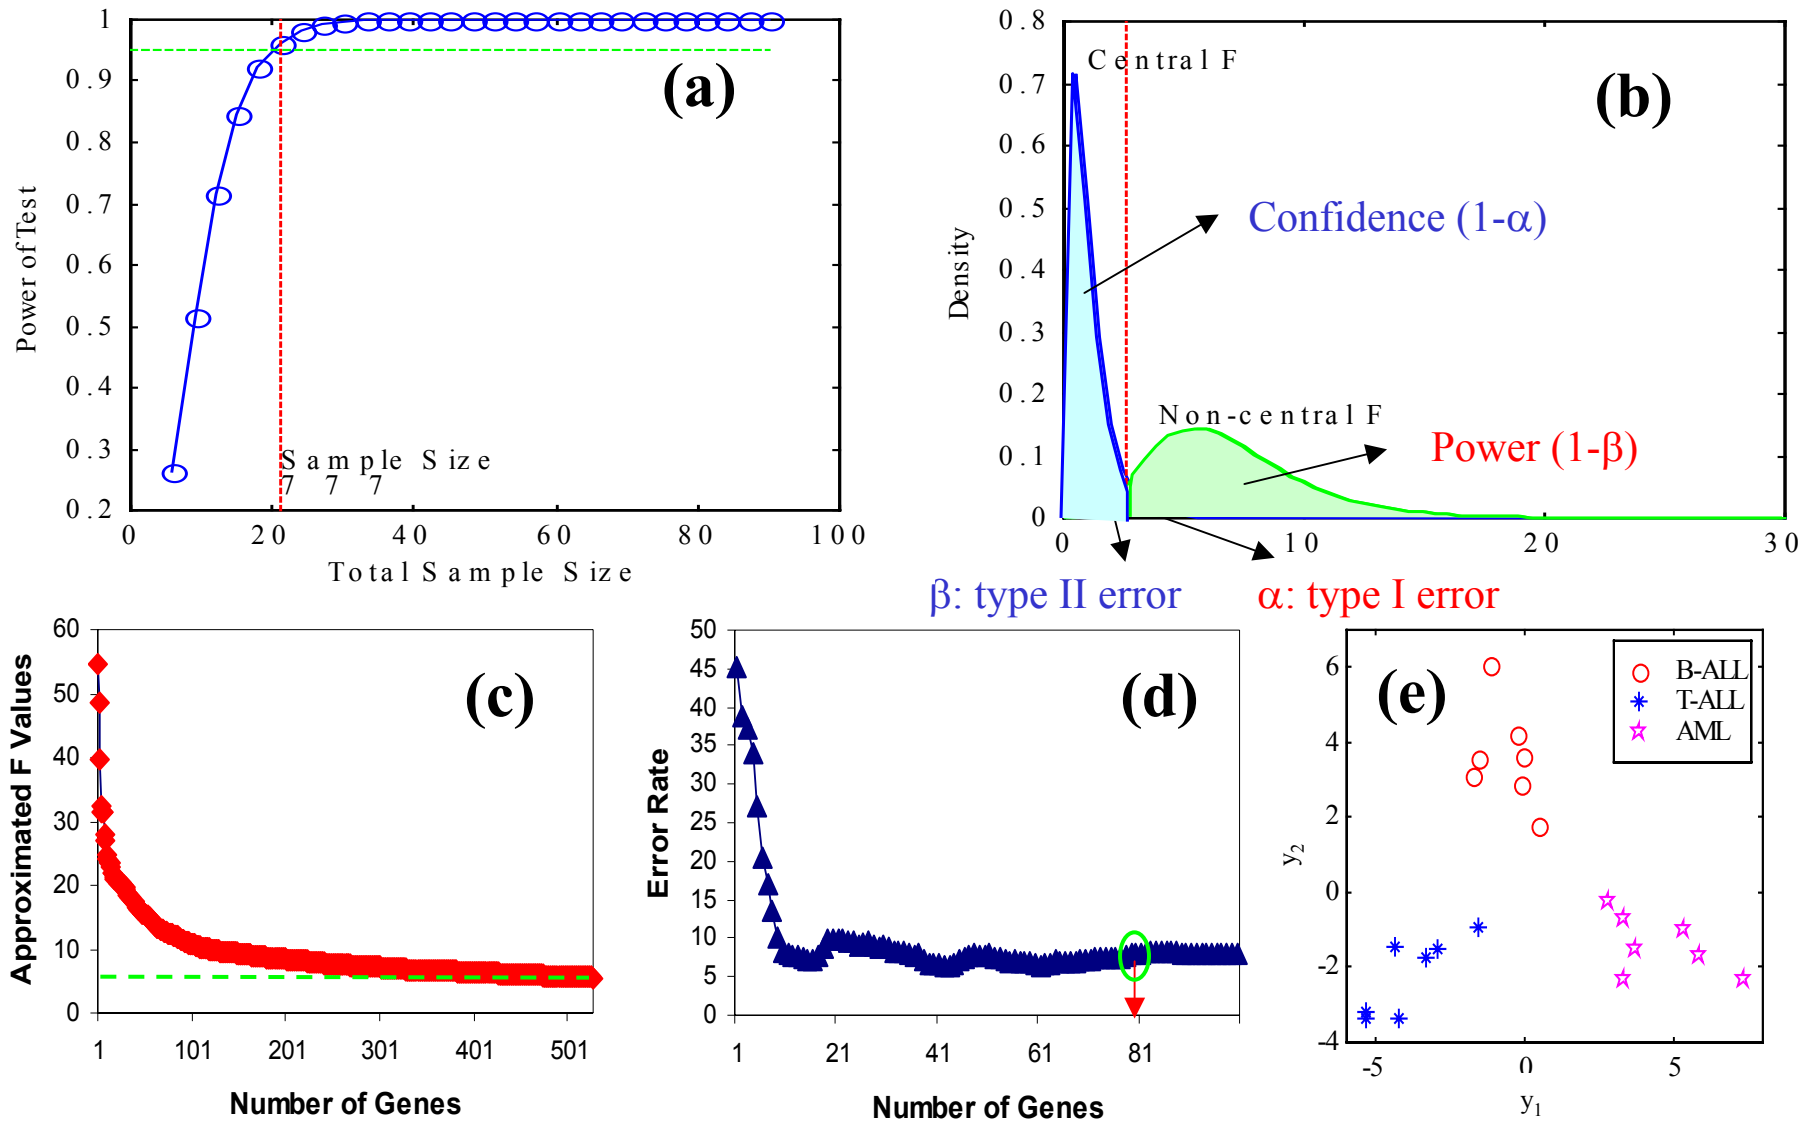 1
0.9
0.8
0.7
0.6
0.5
0.4
0.3
0.2
Power of Test
(a)
Sample Size
7 7 7
0 20 40 60 80 100
Total Sample Size
0.8
0.7
0.6
0.5
0.4
0.3
0.2
0.1
0
Density
Central F
(b)
Confidence (1-α)
Non-central F
Power (1-β)
0 10 20 30
β: type II error
α: type I error
60
50
40
30
20
10
0
Approximated F Values
(c)
1 101 201 301 401 501
Number of Genes
50
45
40
35
30
25
20
15
10
5
0
Error Rate
(d)
1 21 41 61 81
Number of Genes
6
4
2
0
-2
-4
y2
(e)
B-ALL
T-ALL
AML
-5 0 5
y1